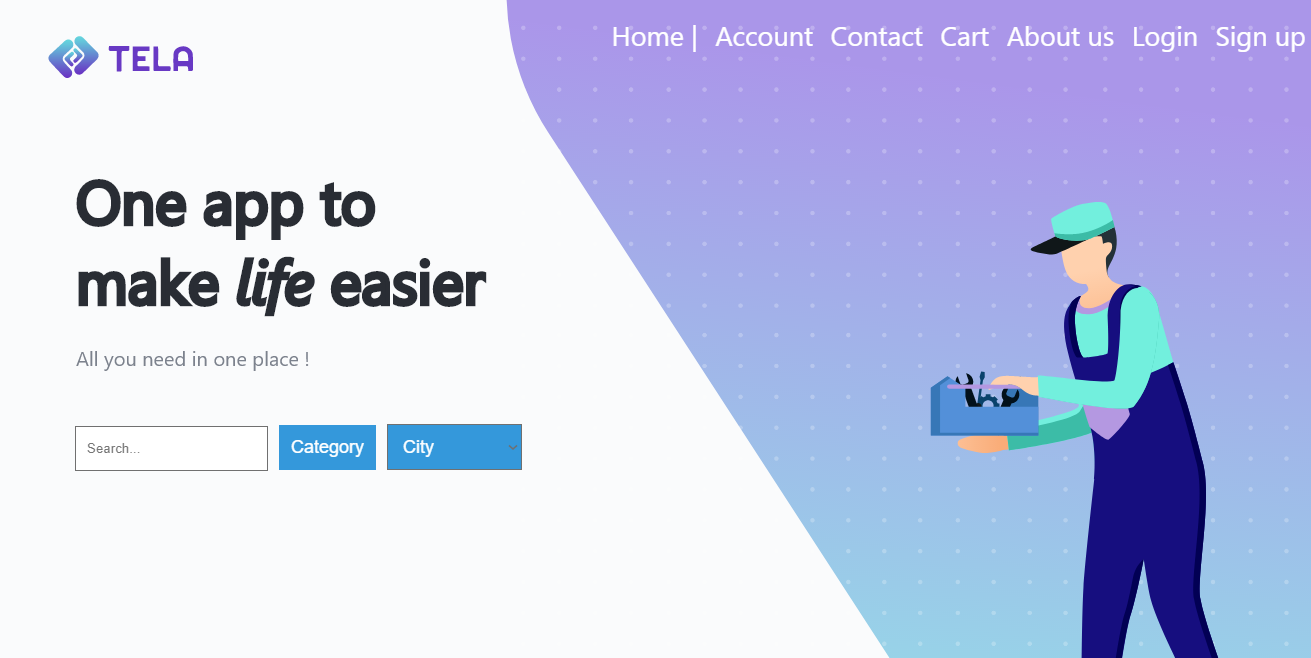 TELA
Home | Account Contact Cart About us Login Sign up
One app to
make life easier
All you need in one place !
Search...
Category
City